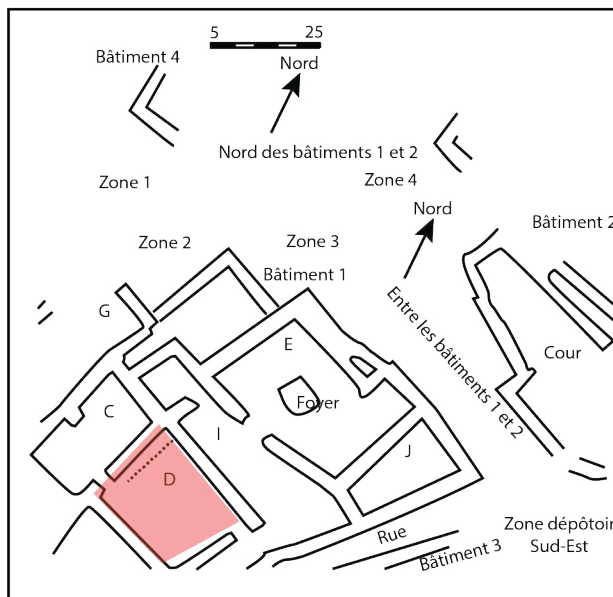 5 25
Bâtiment 4
Nord
Nord des bâtiments 1 et 2
Zone 1
Zone 4
Nord
Zone 2
Zone 3
Bâtiment 2
Bâtiment 1
Entre les bâtiments 1 et 2
G
E
Cour
C
Foyer
I
J
D
Rue
Zone dépôtoir
Sud-Est
Bâtiment 3